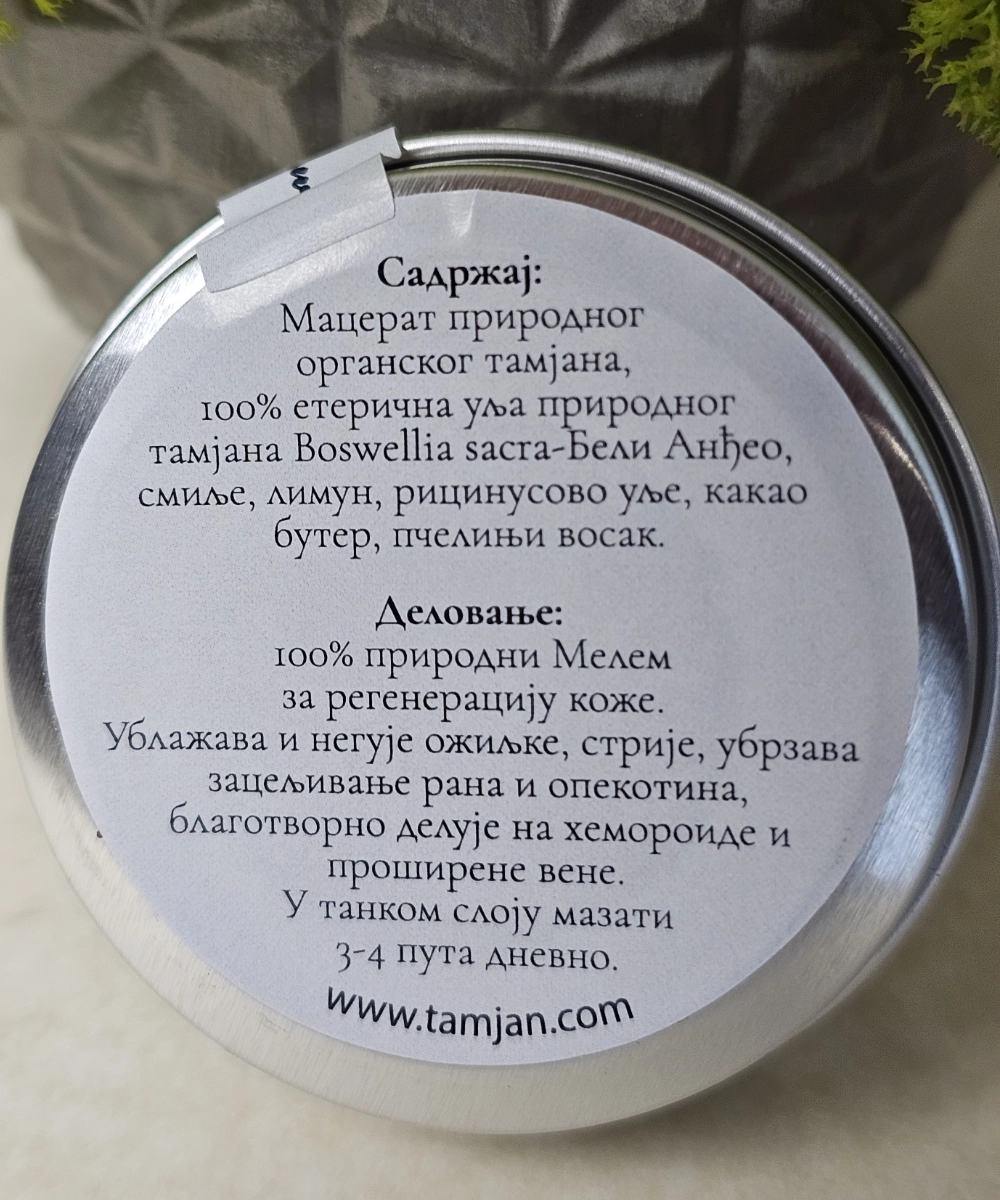 Садржај:
Мацерат природног
органског тамјана,
100% етерична уља природног
тамјана Boswellia sacra-Бели Анђео,
смиље, лимун, рицинусово уље, какао
бутер, пчелињи восак.
Деловање:
100% природни Мелем
за регенерацију коже.
Ублажава и негује ожиљке, стрије, убрзава
зацељивање рана и опекотина,
благотворно делује на хемороиде и
проширене вене.
У танком слоју мазати
3-4 пута дневно.
www.tamjan.com